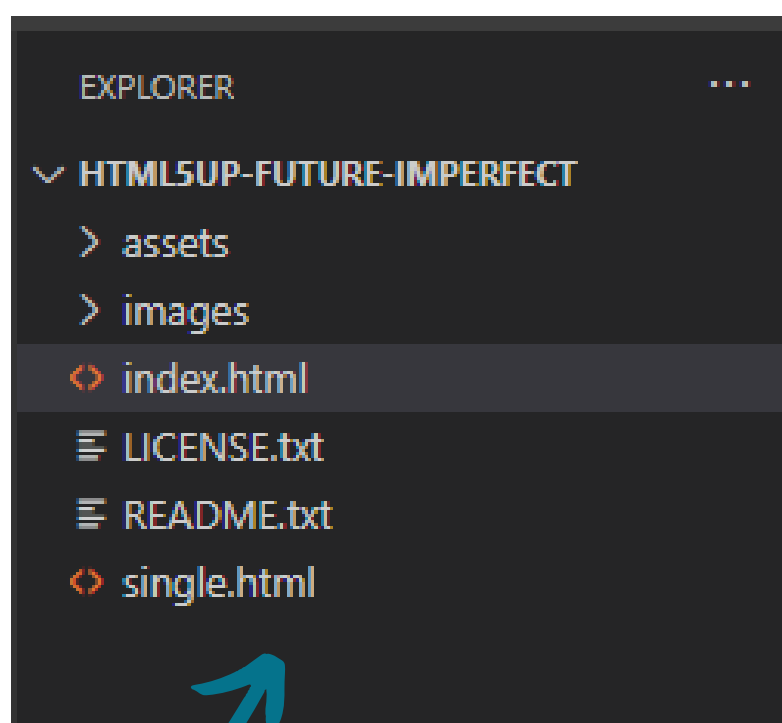 EXPLORER
HTML5UP-FUTURE-IMPERFECT
assets
images
index.html
LICENSE.txt
README.txt
single.html